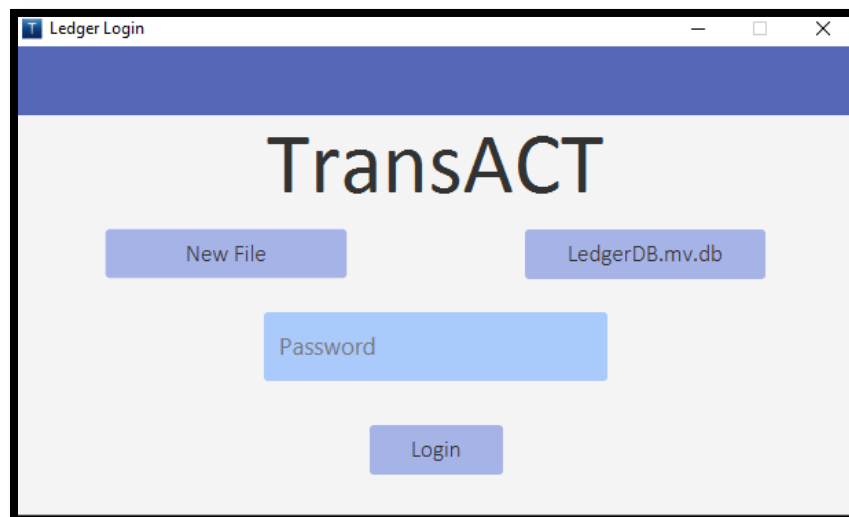 T Ledger Login
TransACT
New File
LedgerDB.mv.db
Password
Login